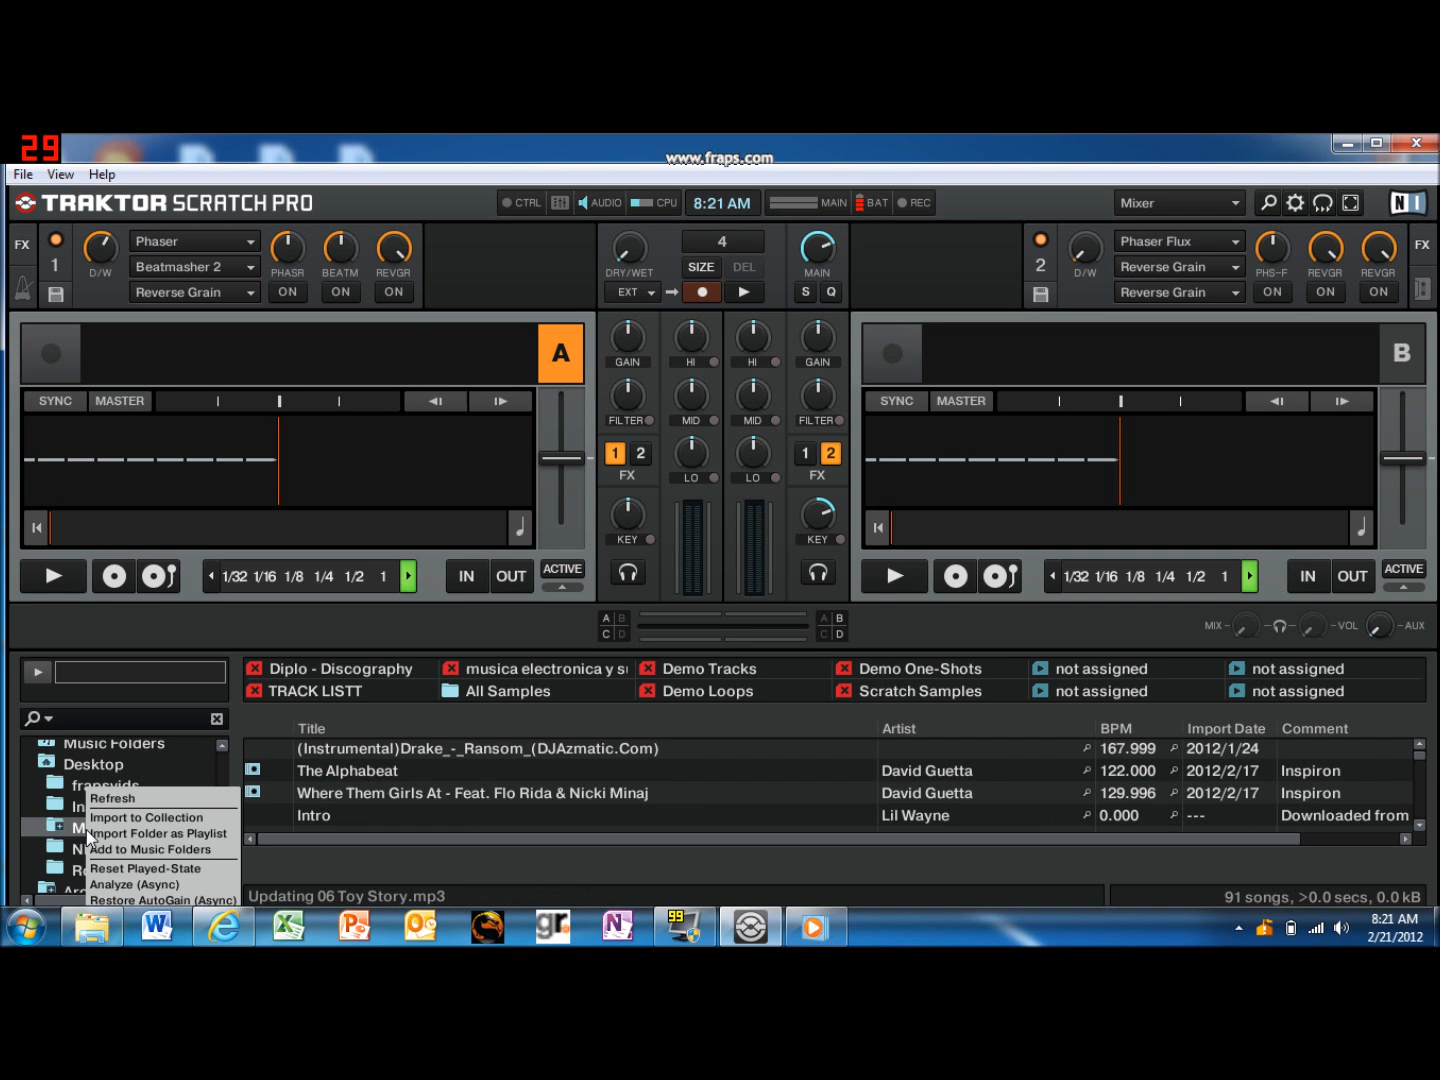 29
www.fraps.com
File View Help
TRAKTOR SCRATCH PRO CTRL AUDIO CPU 8:21 AM MAIN BAT REC Mixer NI
FX 1 D/W Phaser Beatmasher 2 Reverse Grain PHASR BEATM REVGR ON ON ON
DRY/WET 4 SIZE DEL EXT MAIN S Q
2 D/W Phaser Flux Reverse Grain Reverse Grain PHS-F REVGR REVGR ON ON ON FX
A
B
GAIN HI HI GAIN
SYNC MASTER
SYNC MASTER
FILTER MID MID FILTER
1 2 FX LO LO 1 2 FX
KEY KEY
1/32 1/16 1/8 1/4 1/2 1 IN OUT ACTIVE
1/32 1/16 1/8 1/4 1/2 1 IN OUT ACTIVE
A B C D
A B C D
MIX VOL AUX
Diplo - Discography musica electronica y s Demo Tracks Demo One-Shots not assigned not assigned
TRACK LISTT All Samples Demo Loops Scratch Samples not assigned not assigned
Title Artist BPM Import Date Comment
(Instrumental)Drake_-_Ransom_(DJAzmatic.Com) 167.999 2012/1/24
The Alphabeat David Guetta 122.000 2012/2/17 Inspiron
Where Them Girls At - Feat. Flo Rida & Nicki Minaj David Guetta 129.996 2012/2/17 Inspiron
Intro Lil Wayne 0.000 --- Downloaded from
Music Folders
Desktop
fransvids
Refresh
Import to Collection
Import Folder as Playlist
Add to Music Folders
Reset Played-State
Analyze (Async)
Restore AutoGain (Async)
Updating 06 Toy Story.mp3
91 songs, >0.0 secs, 0.0 kB
99
gr.
8:21 AM
2/21/2012